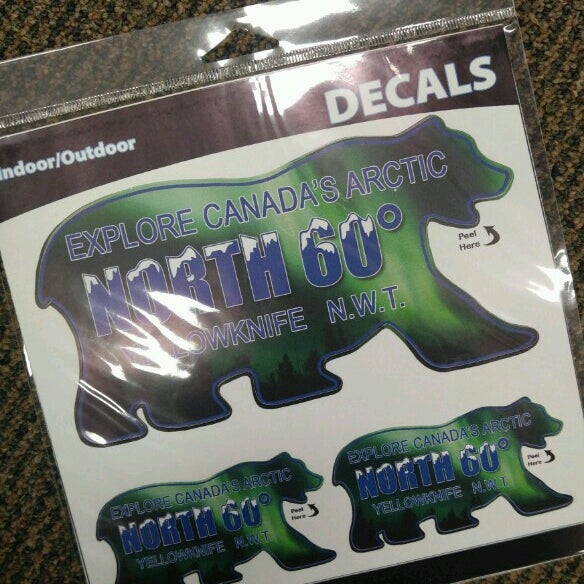 DECALS
Indoor/Outdoor
EXPLORE CANADA'S ARCTIC
NORTH 60°
YELLOWKNIFE N.W.T.
Peel
Here
EXPLORE CANADA'S ARCTIC
NORTH 60°
YELLOWKNIFE N.W.T.
Peel
Here
EXPLORE CANADA'S ARCTIC
NORTH 60°
YELLOWKNIFE N.W.T.
Peel
Here